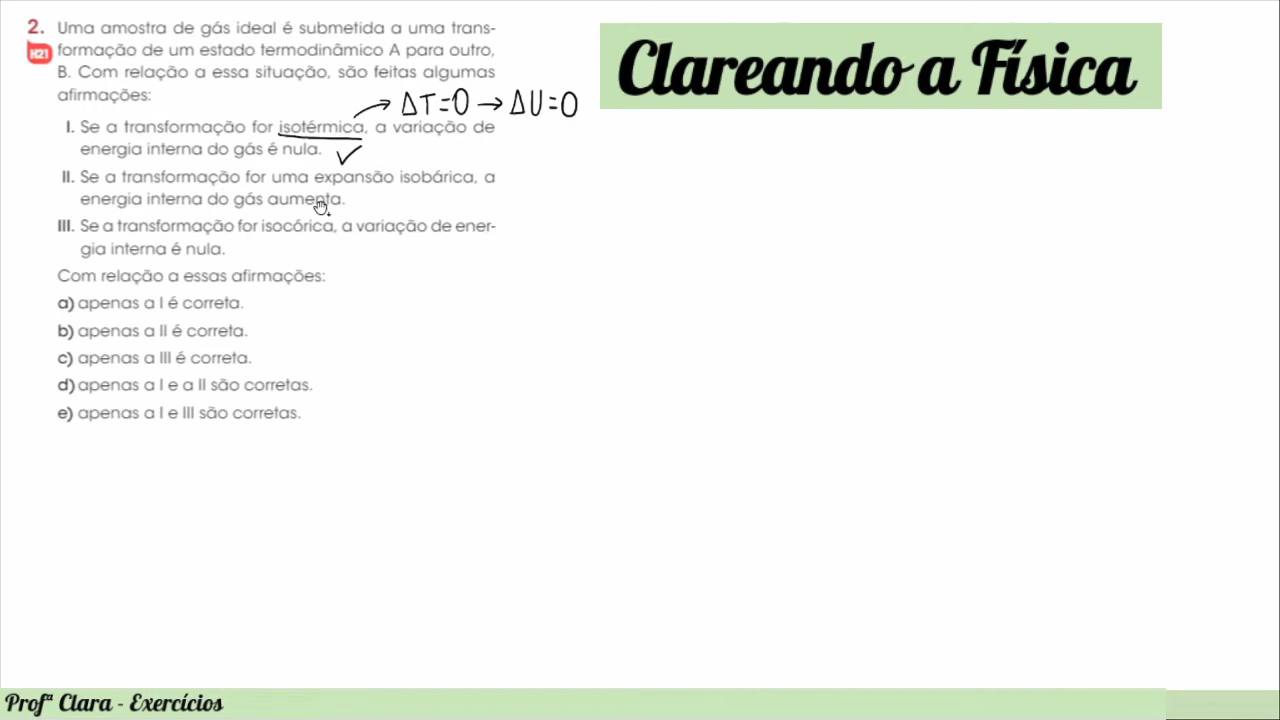 2. Uma amostra de gás ideal é submetida a uma trans-
H21 formação de um estado termodinâmico A para outro,
B. Com relação a essa situação, são feitas algumas
afirmações:
ΔT=0 → ΔU=0
I. Se a transformação for isotérmica, a variação de
energia interna do gás é nula. ✓
II. Se a transformação for uma expansão isobárica, a
energia interna do gás aumenta.
III. Se a transformação for isocórica, a variação de ener-
gia interna é nula.
Com relação a essas afirmações:
a) apenas a I é correta.
b) apenas a II é correta.
c) apenas a III é correta.
d) apenas a I e a II são corretas.
e) apenas a I e III são corretas.
Clareando a Física
Profª Clara - Exercícios